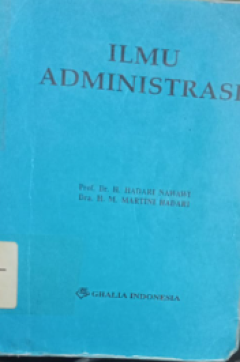 ILMU
ADMINISTRASI
Prof. Dr. H. HADARI NAWAWI
Dra. H. M. MARTINI HADARI
GHALIA INDONESIA